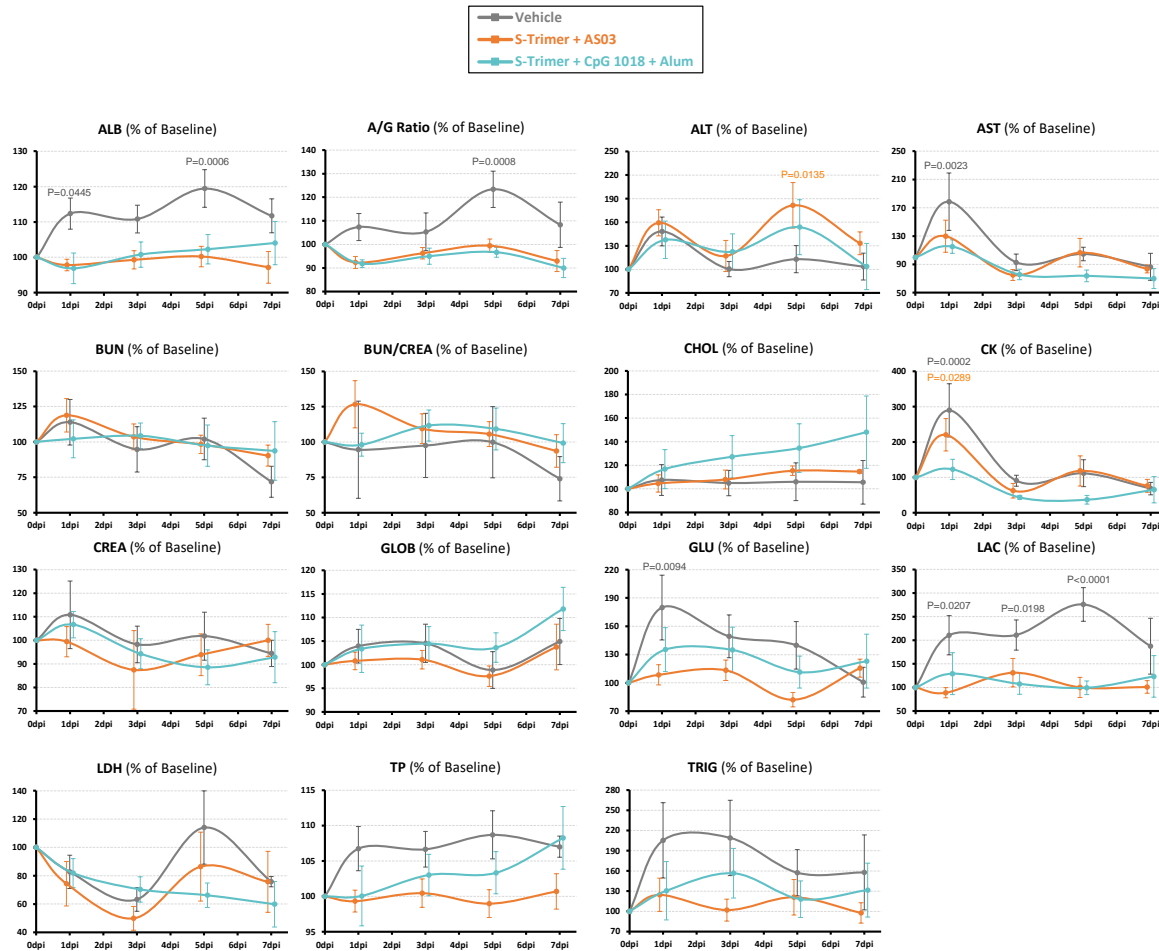 Vehicle
S-Trimer + AS03
S-Trimer + CpG 1018 + Alum
ALB (% of Baseline)
120
110
100
90
130
P=0.0445
P=0.0006
0dpi 1dpi 2dpi 3dpi 4dpi 5dpi 6dpi 7dpi
A/G Ratio (% of Baseline)
140
130
120
110
100
90
80
P=0.0008
0dpi 1dpi 2dpi 3dpi 4dpi 5dpi 6dpi 7dpi
ALT (% of Baseline)
250
220
190
160
130
100
70
P=0.0135
0dpi 1dpi 2dpi 3dpi 4dpi 5dpi 6dpi 7dpi
AST (% of Baseline)
250
210
170
130
90
50
P=0.0023
0dpi 1dpi 2dpi 3dpi 4dpi 5dpi 6dpi 7dpi
BUN (% of Baseline)
150
125
100
75
50
0dpi 1dpi 2dpi 3dpi 4dpi 5dpi 6dpi 7dpi
BUN/CREA (% of Baseline)
150
125
100
75
50
0dpi 1dpi 2dpi 3dpi 4dpi 5dpi 6dpi 7dpi
CHOL (% of Baseline)
200
180
160
140
120
100
80
0dpi 1dpi 2dpi 3dpi 4dpi 5dpi 6dpi 7dpi
CK (% of Baseline)
400
300
200
100
0
P=0.0002
P=0.0289
0dpi 1dpi 2dpi 3dpi 4dpi 5dpi 6dpi 7dpi
CREA (% of Baseline)
130
120
110
100
90
80
70
0dpi 1dpi 2dpi 3dpi 4dpi 5dpi 6dpi 7dpi
GLOB (% of Baseline)
120
115
110
105
100
95
90
0dpi 1dpi 2dpi 3dpi 4dpi 5dpi 6dpi 7dpi
GLU (% of Baseline)
220
190
160
130
100
70
P=0.0094
0dpi 1dpi 2dpi 3dpi 4dpi 5dpi 6dpi 7dpi
LAC (% of Baseline)
350
300
250
200
150
100
50
P=0.0207
P=0.0198
P<0.0001
0dpi 1dpi 2dpi 3dpi 4dpi 5dpi 6dpi 7dpi
LDH (% of Baseline)
140
120
100
80
60
40
0dpi 1dpi 2dpi 3dpi 4dpi 5dpi 6dpi 7dpi
TP (% of Baseline)
115
110
105
100
95
0dpi 1dpi 2dpi 3dpi 4dpi 5dpi 6dpi 7dpi
TRIG (% of Baseline)
280
250
220
190
160
130
100
70
0dpi 1dpi 2dpi 3dpi 4dpi 5dpi 6dpi 7dpi